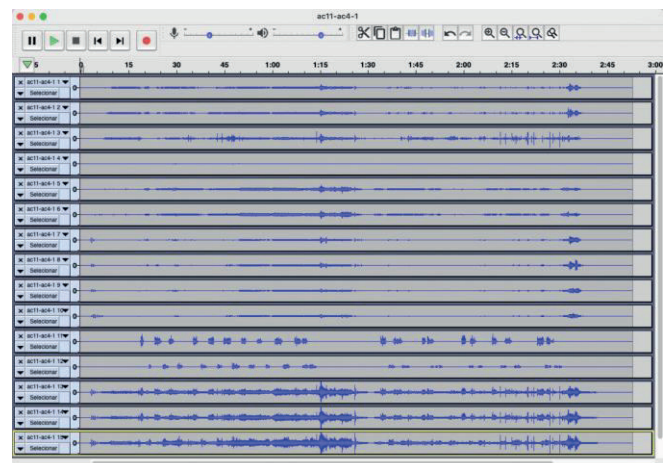 ac11-ac4-1
5 0 15 30 45 1:00 1:15 1:30 1:45 2:00 2:15 2:30 2:45 3:00
× ac11-ac4-1 1
Selecionar
× ac11-ac4-1 2
Selecionar
× ac11-ac4-1 3
Selecionar
× ac11-ac4-1 4
Selecionar
× ac11-ac4-1 5
Selecionar
× ac11-ac4-1 6
Selecionar
× ac11-ac4-1 7
Selecionar
× ac11-ac4-1 8
Selecionar
× ac11-ac4-1 9
Selecionar
× ac11-ac4-1 10
Selecionar
× ac11-ac4-1 11
Selecionar
× ac11-ac4-1 12
Selecionar
× ac11-ac4-1 13
Selecionar
× ac11-ac4-1 14
Selecionar
× ac11-ac4-1 15
Selecionar